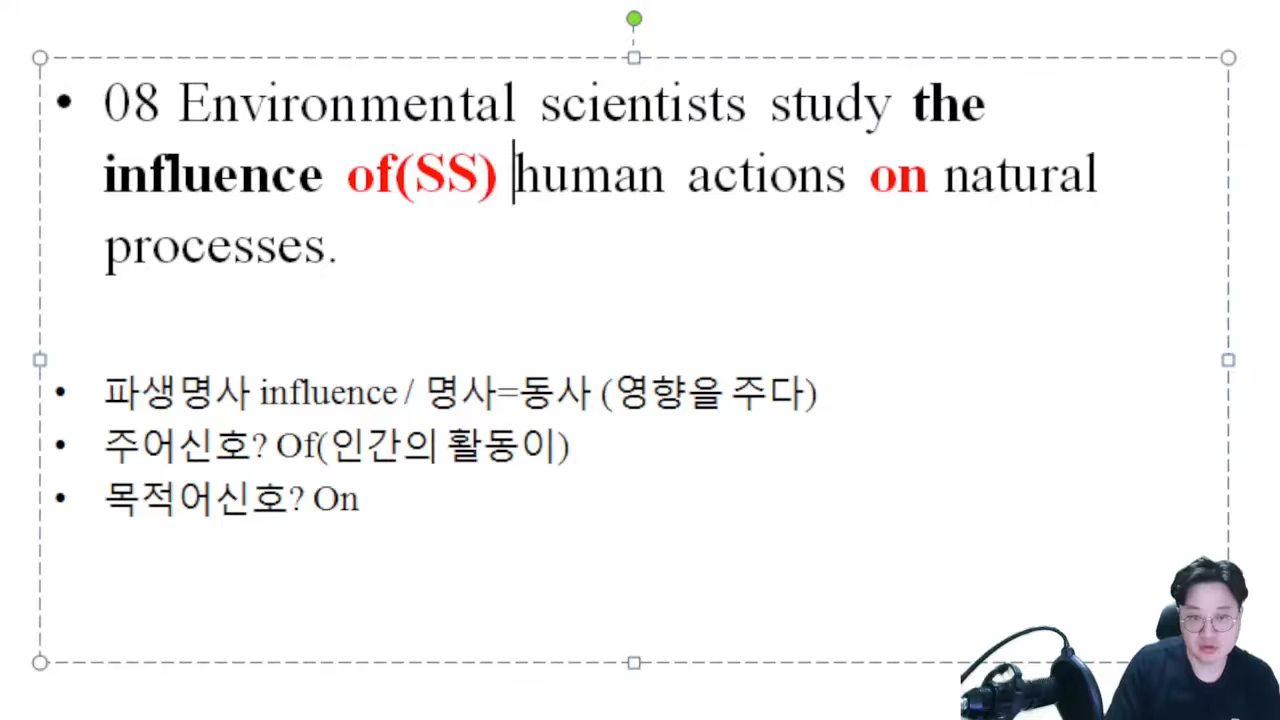 • 08 Environmental scientists study the
influence of(SS) human actions on natural
processes.
• 파생명사 influence / 명사=동사 (영향을 주다)
• 주어신호? Of(인간의 활동이)
• 목적어신호? On